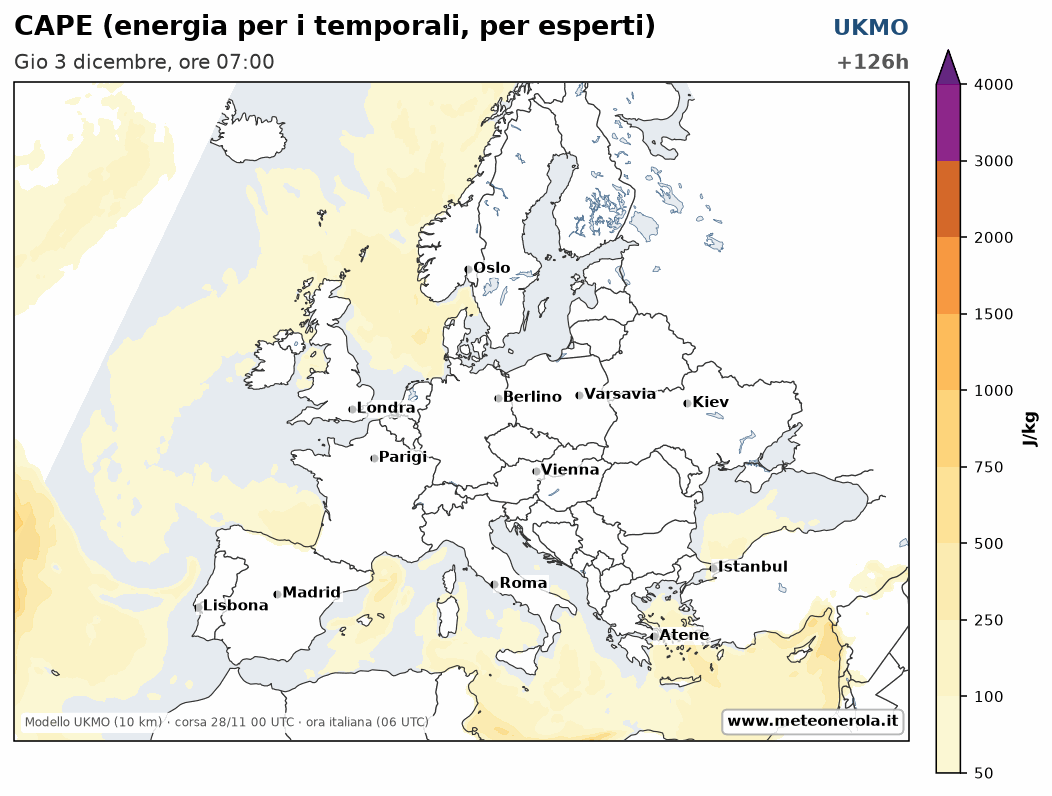 CAPE (energia per i temporali, per esperti)
UKMO
Gio 3 dicembre, ore 07:00
+126h
4000
3000
2000
1500
1000
750
500
250
100
50
J/kg
Oslo
Berlino
Varsavia
Kiev
Londra
Parigi
Vienna
Istanbul
Roma
Madrid
Lisbona
Atene
Modello UKMO (10 km) · corsa 28/11 00 UTC · ora italiana (06 UTC)
www.meteonerola.it